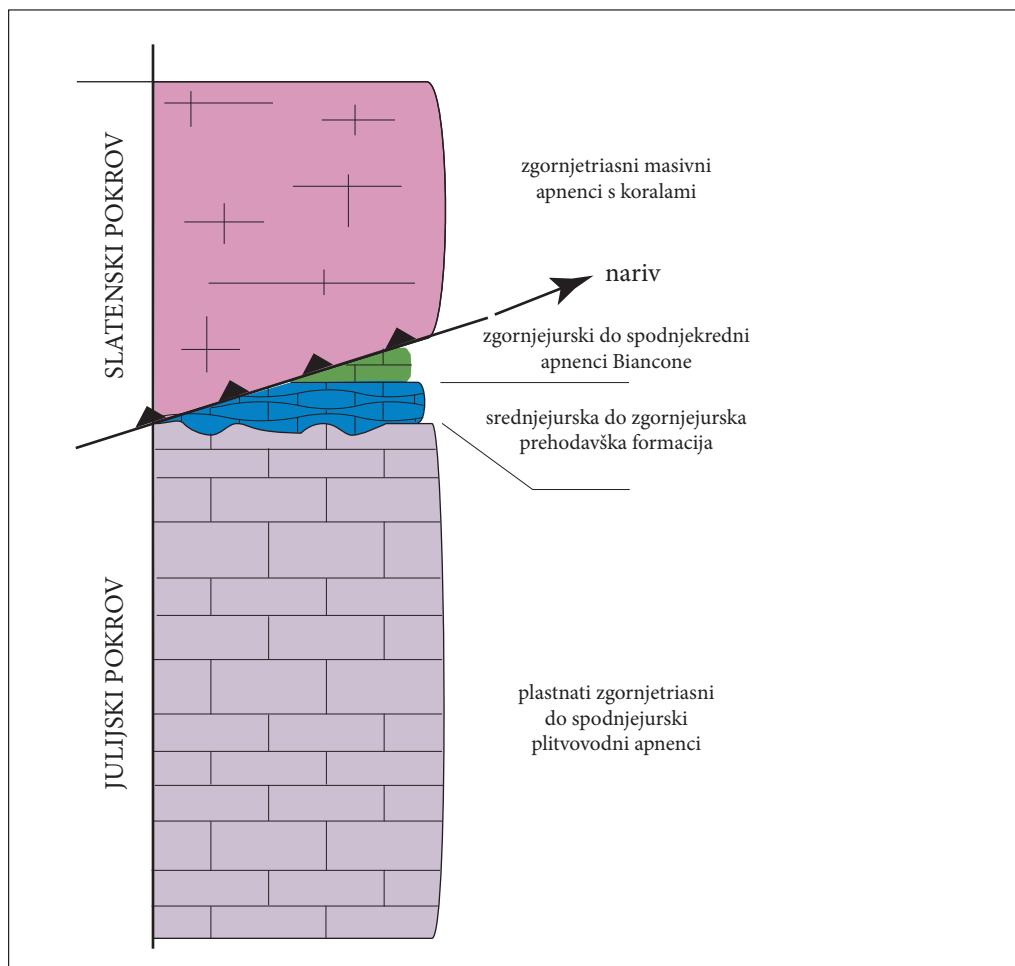 SLATENSKI POKROV
zgornjetriasni masivni
apnenci s koralami
nariv
zgornjejurski do spodnjekredni
apnenci Biancone
srednjejurska do zgornjejurska
prehodavška formacija
JULIJSKI POKROV
plastnati zgornjetriasni
do spodnjejurski
plitvovodni apnenci